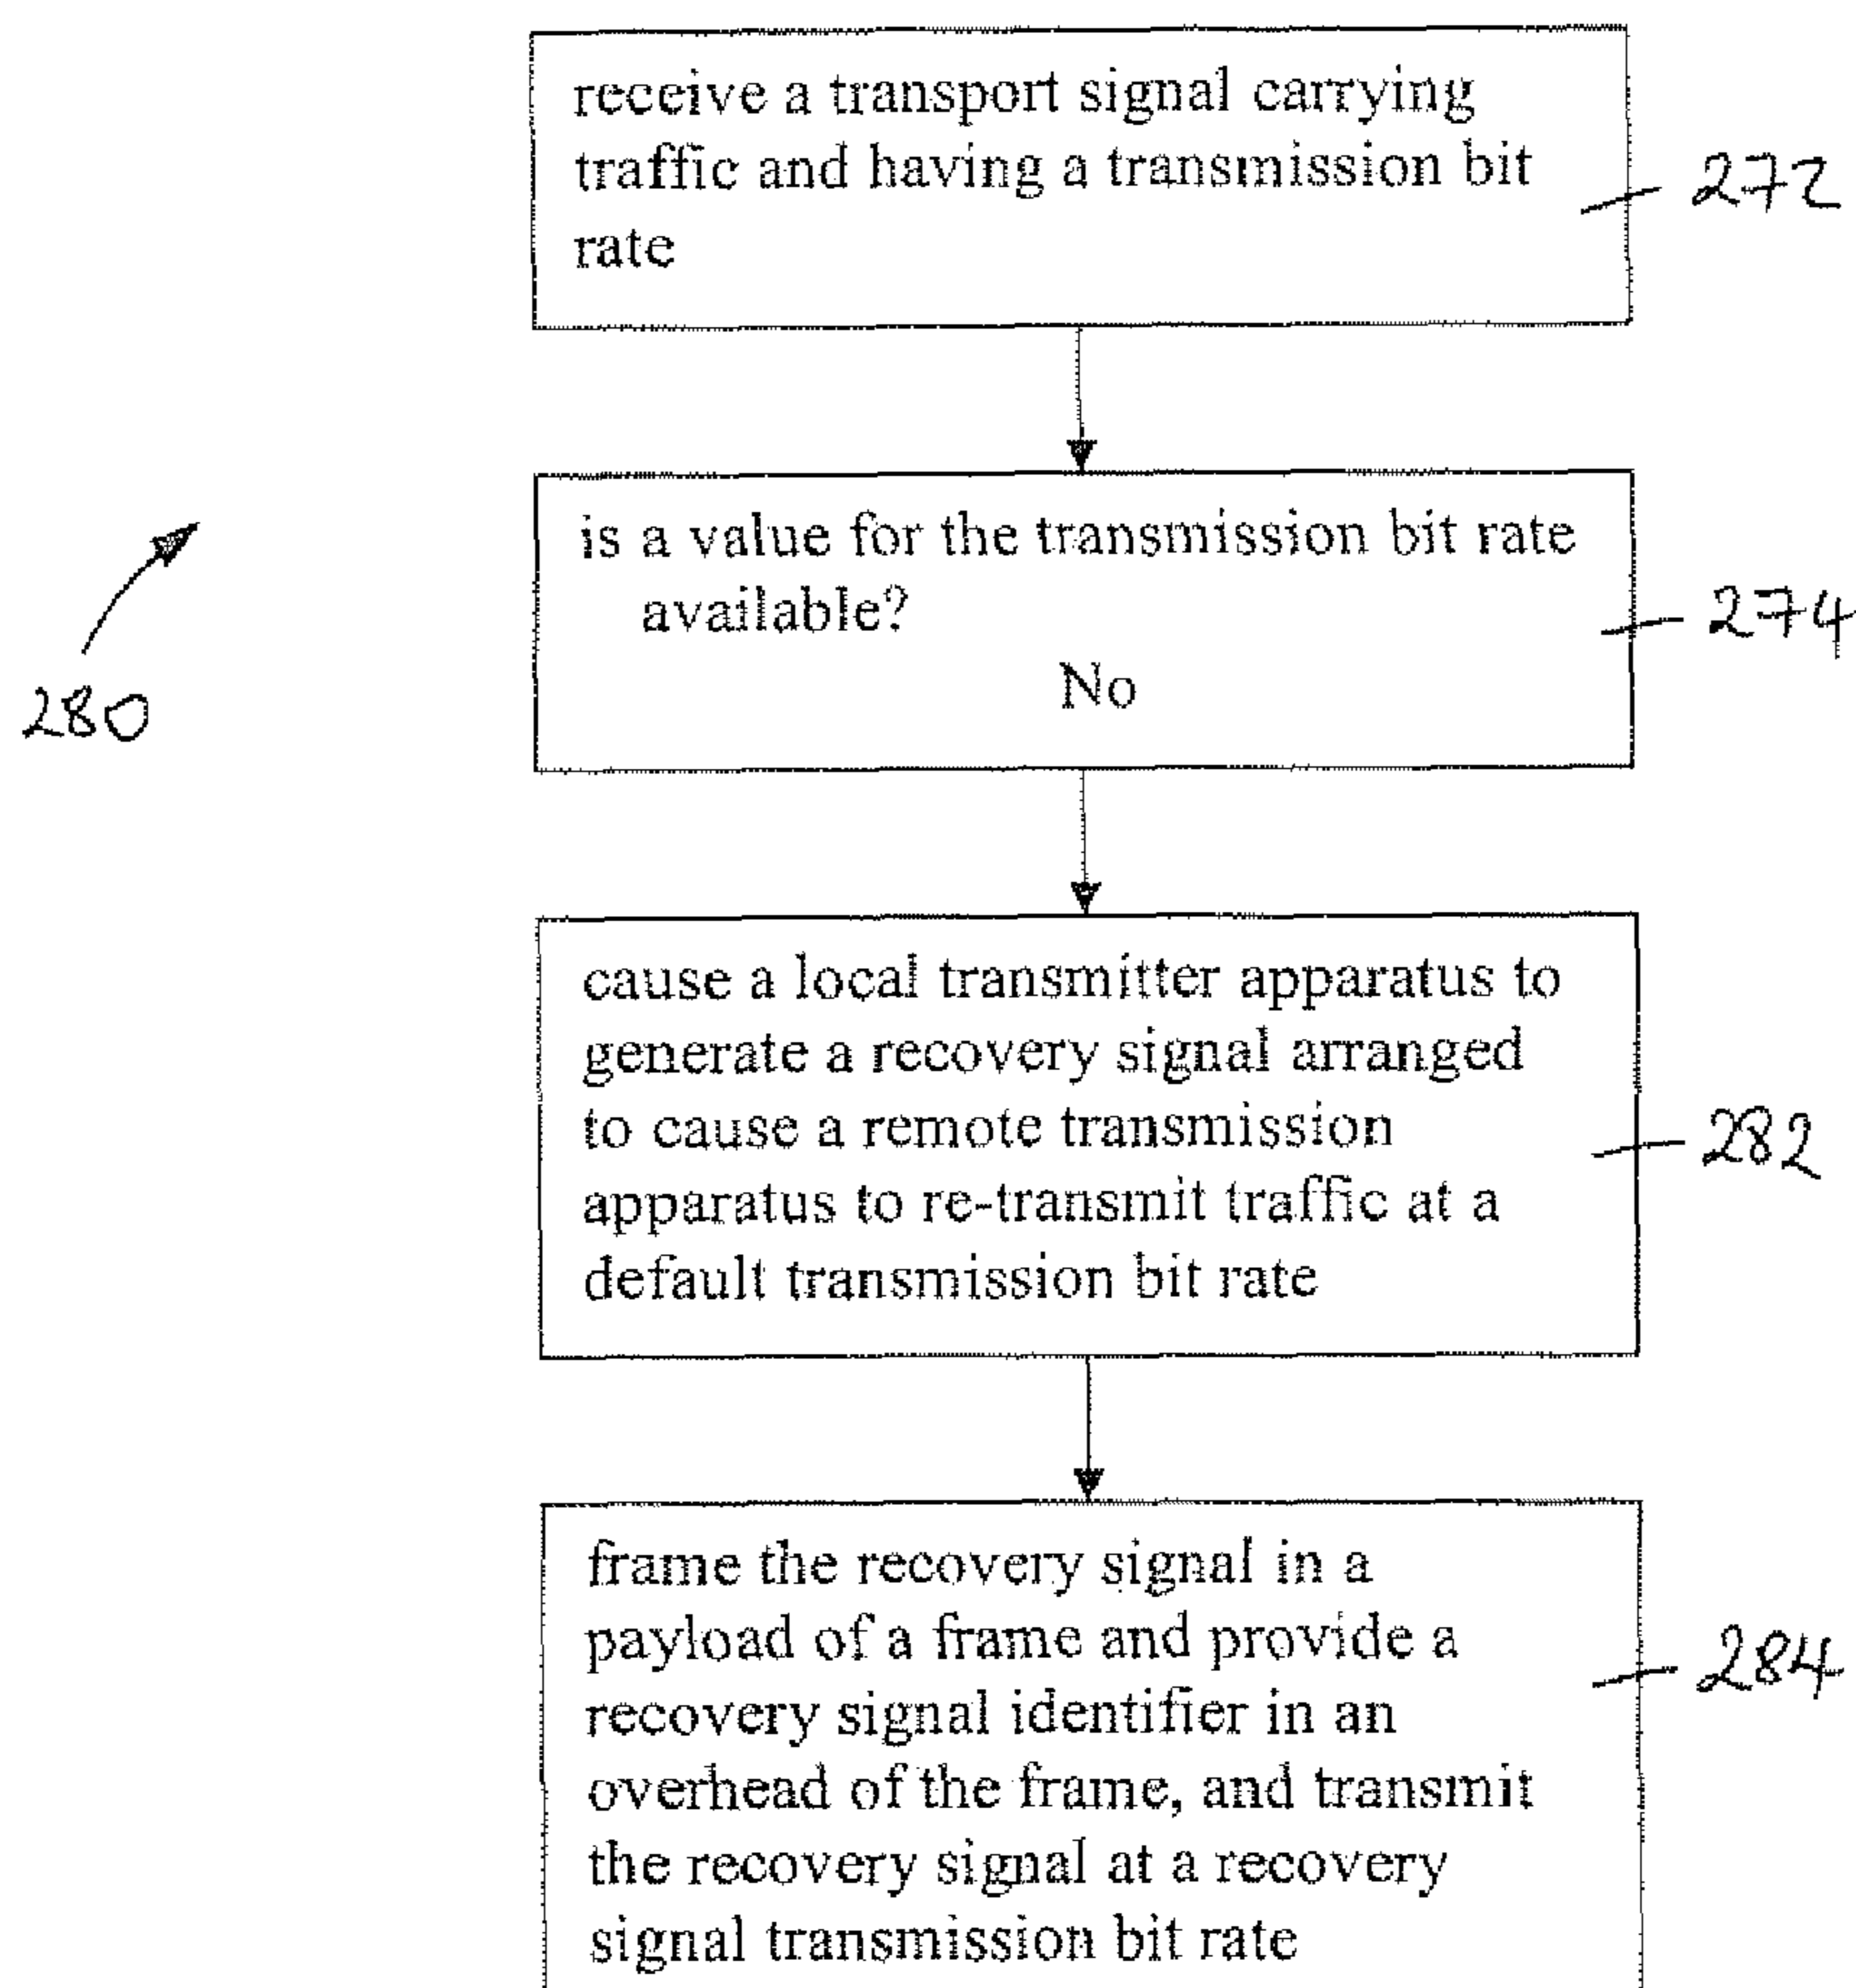 receive a transport signal carrying
traffic and having a transmission bit
rate
272
is a value for the transmission bit rate
available?
No
274
280
cause a local transmitter apparatus to
generate a recovery signal arranged
to cause a remote transmission
apparatus to re-transmit traffic at a
default transmission bit rate
282
frame the recovery signal in a
payload of a frame and provide a
recovery signal identifier in an
overhead of the frame, and transmit
the recovery signal at a recovery
signal transmission bit rate
284